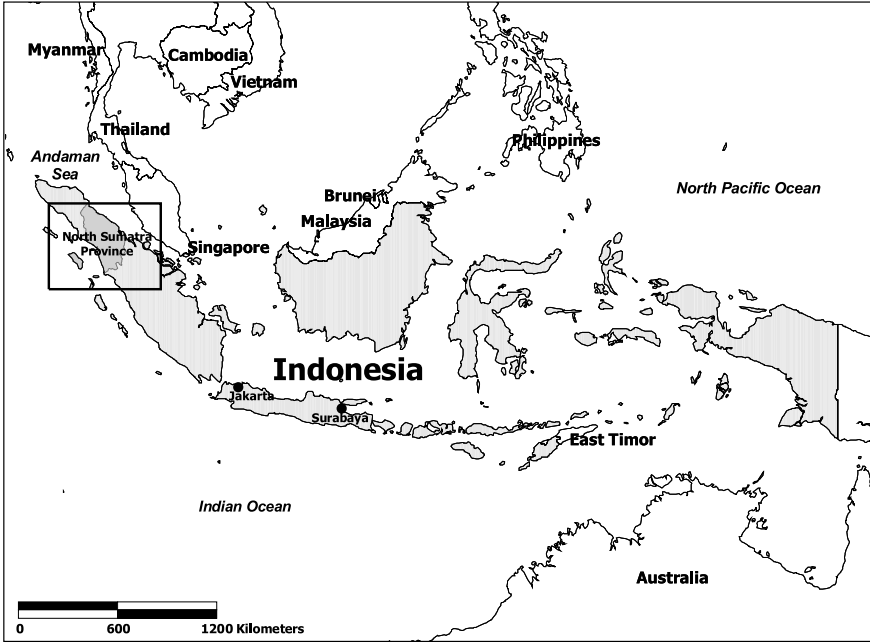 Myanmar
Cambodia
Vietnam
Thailand
Philippines
Andaman
Sea
North Pacific Ocean
Brunei
Malaysia
North Sumatra
Province
Singapore
Indonesia
Jakarta
Surabaya
East Timor
Indian Ocean
Australia
0 600 1200 Kilometers